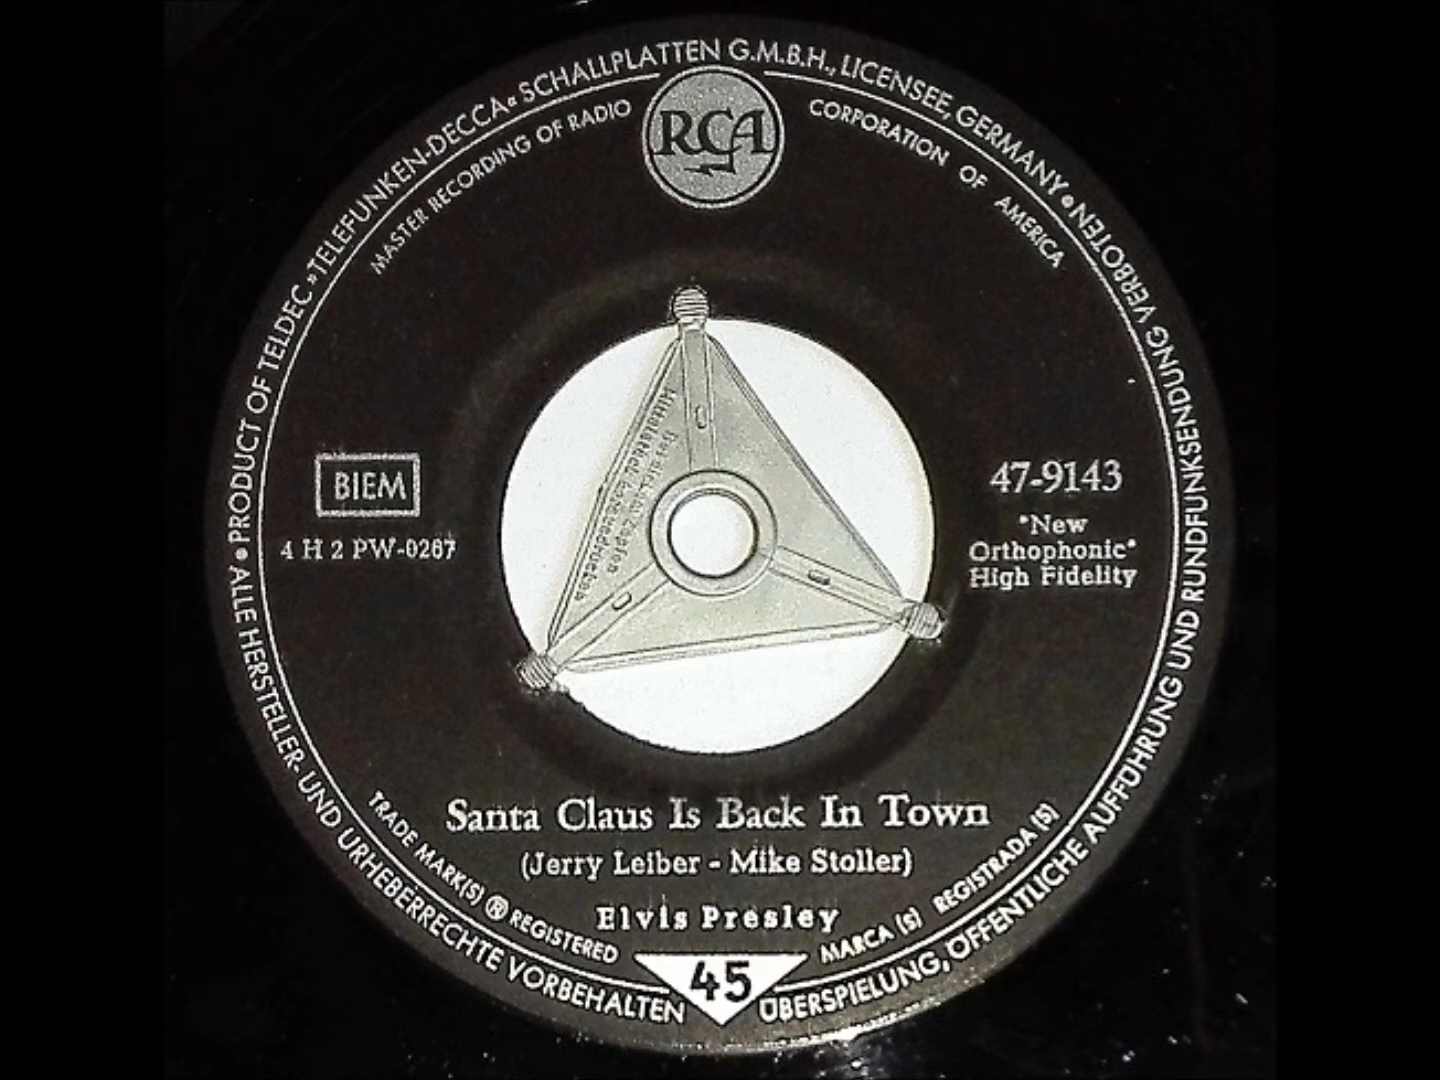 PRODUCT OF TELDEC »TELEFUNKEN-DECCA« SCHALLPLATTEN G.M.B.H., LICENSEE, GERMANY •
NICHT VERBOTEN
MASTER RECORDING OF RADIO CORPORATION OF AMERICA
RCA
BIEM
4 H 2 PW-0267
47-9143
"New
Orthophonic"
High Fidelity
Santa Claus Is Back In Town
(Jerry Leiber - Mike Stoller)
Elvis Presley
TRADE MARK(S) ® REGISTERED
MARCA (S) REGISTRADA (S)
45
• ALLE HERSTELLER- UND URHEBERRECHTE VORBEHALTEN
ÜBERSPIELUNG, ÖFFENTLICHE AUFFÜHRUNG UND RUNDFUNKSENDUNG VERBOTEN